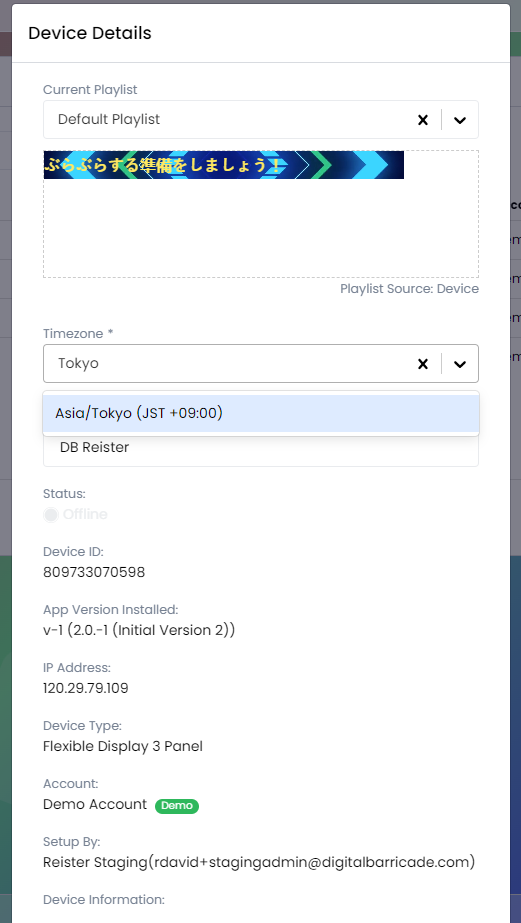 Device Details
Current Playlist
Default Playlist
ぶらぶらする準備をしましょう!
Playlist Source: Device
Timezone *
Tokyo
Asia/Tokyo (JST +09:00)
DB Reister
Status:
Offline
Device ID:
809733070598
App Version Installed:
v-1 (2.0.-1 (Initial Version 2))
IP Address:
120.29.79.109
Device Type:
Flexible Display 3 Panel
Account:
Demo Account Demo
Setup By:
Reister Staging(rdavid+stagingadmin@digitalbarricade.com)
Device Information: